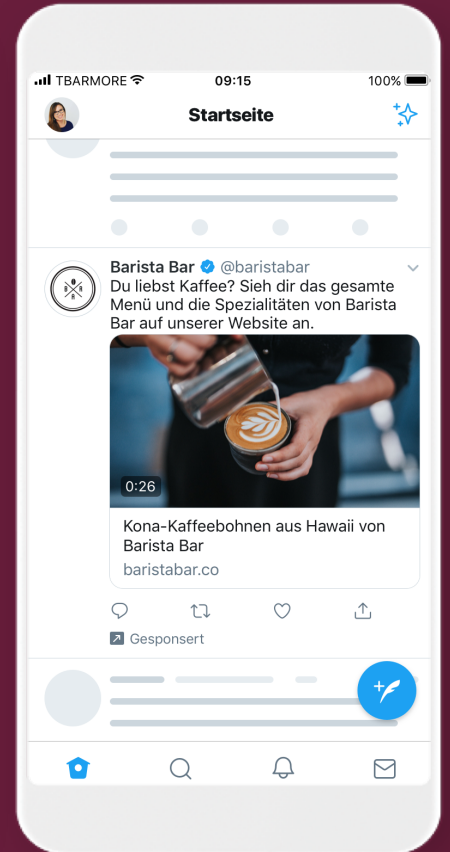 TBARMORE 09:15 100%
Startseite
Barista Bar @baristabar
Du liebst Kaffee? Sieh dir das gesamte
Menü und die Spezialitäten von Barista
Bar auf unserer Website an.
0:26
Kona-Kaffeebohnen aus Hawaii von
Barista Bar
baristabar.co
Gesponsert